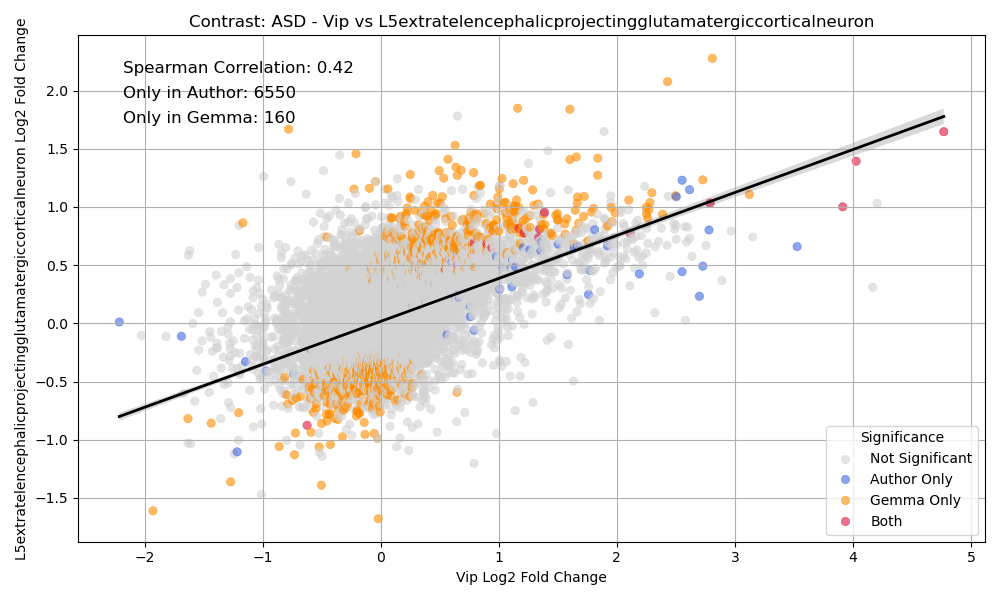 Contrast: ASD - Vip vs L5extratelencephalicprojectingglutamatergiccorticalneuron
L5extratelencephalicprojectingglutamatergiccorticalneuron Log2 Fold Change
Spearman Correlation: 0.42
Only in Author: 6550
Only in Gemma: 160
2.0
1.5
1.0
0.5
0.0
−0.5
−1.0
−1.5
Significance
Not Significant
Author Only
Gemma Only
Both
−2
−1
0
1
2
3
4
5
Vip Log2 Fold Change